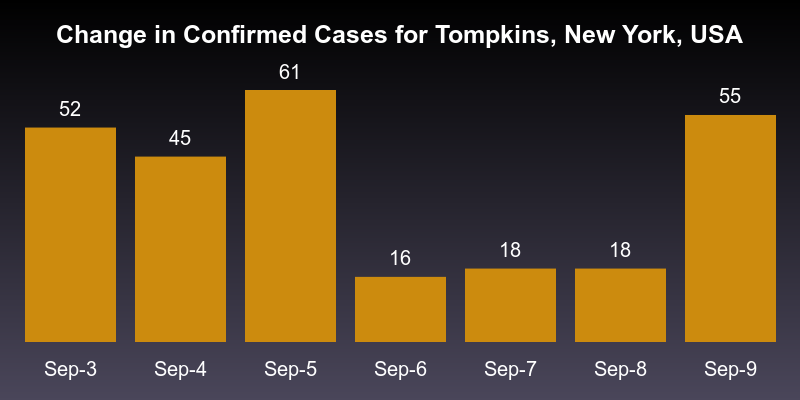 Change in Confirmed Cases for Tompkins, New York, USA
52
45
61
16
18
18
55
Sep-3
Sep-4
Sep-5
Sep-6
Sep-7
Sep-8
Sep-9